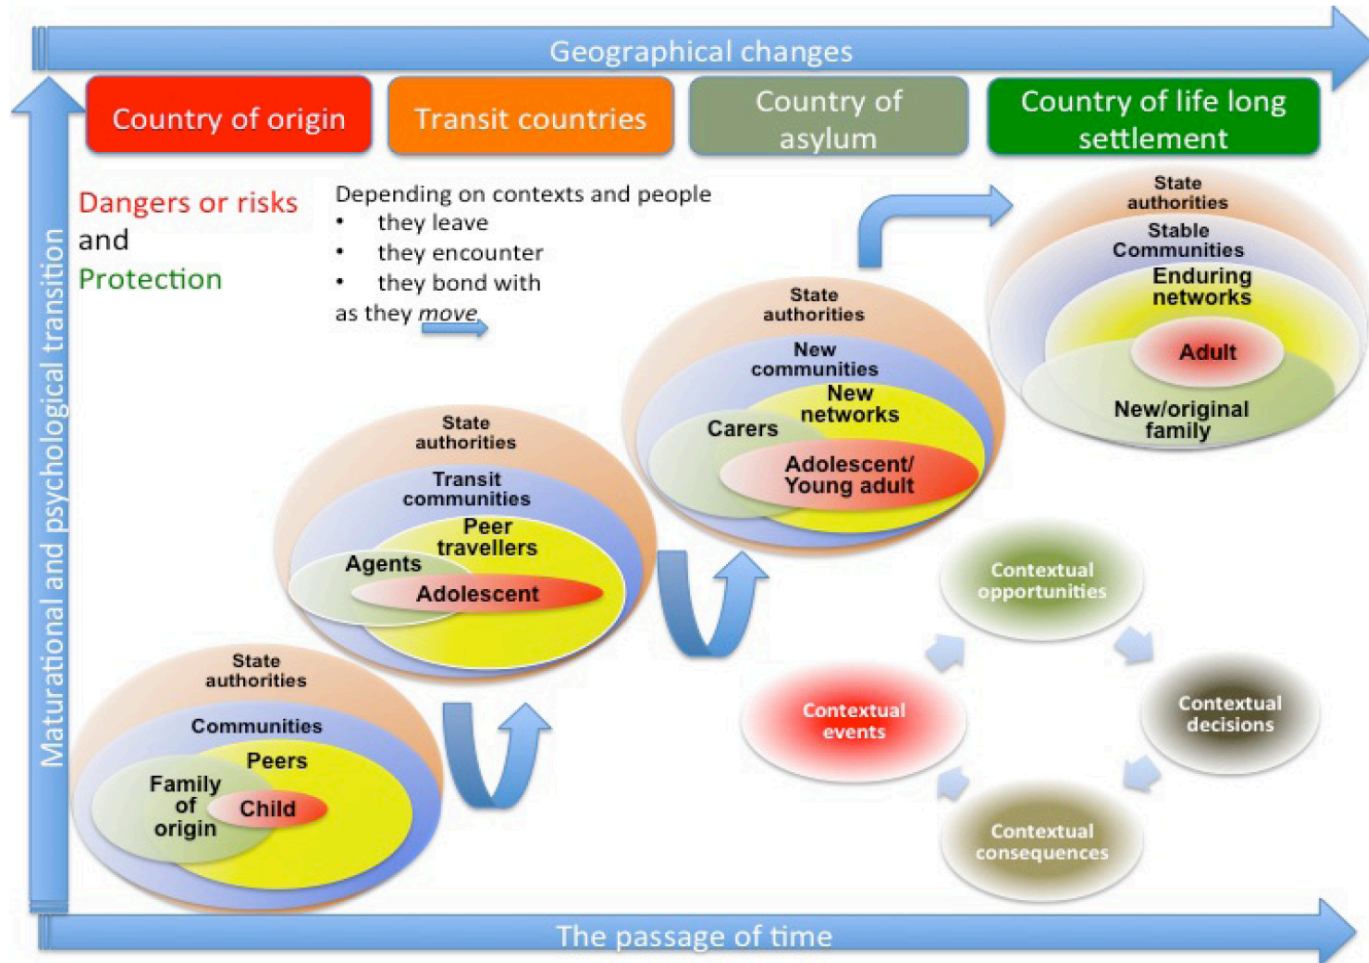 Geographical changes
Country of origin
Transit countries
Country of
asylum
Country of life long
settlement
Maturational and psychological transition
Dangers or risks
and
Protection
Depending on contexts and people
• they leave
• they encounter
• they bond with
as they move
State
authorities
Stable
Communities
Enduring
networks
Adult
New/original
family
State
authorities
New
communities
New
networks
Carers
Adolescent/
Young adult
State
authorities
Transit
communities
Peer
travellers
Agents
Adolescent
State
authorities
Communities
Peers
Family
of
origin
Child
Contextual
opportunities
Contextual
events
Contextual
decisions
Contextual
consequences
The passage of time